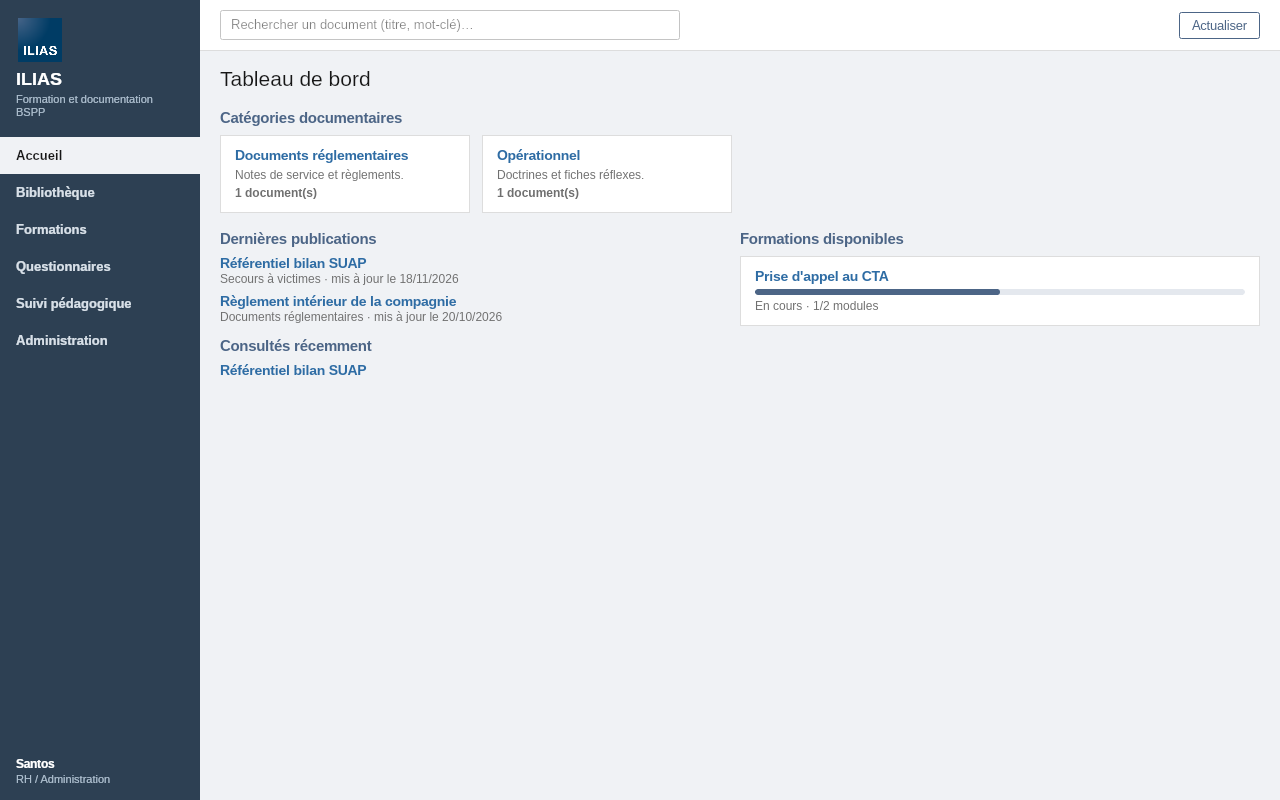 ILIAS
ILIAS
Formation et documentation
BSPP
Accueil
Bibliothèque
Formations
Questionnaires
Suivi pédagogique
Administration
Santos
RH / Administration
Rechercher un document (titre, mot-clé)…
Actualiser
Tableau de bord
Catégories documentaires
Documents réglementaires
Notes de service et règlements.
1 document(s)
Opérationnel
Doctrines et fiches réflexes.
1 document(s)
Dernières publications
Référentiel bilan SUAP
Secours à victimes · mis à jour le 18/11/2026
Règlement intérieur de la compagnie
Documents réglementaires · mis à jour le 20/10/2026
Consultés récemment
Référentiel bilan SUAP
Formations disponibles
Prise d'appel au CTA
En cours · 1/2 modules